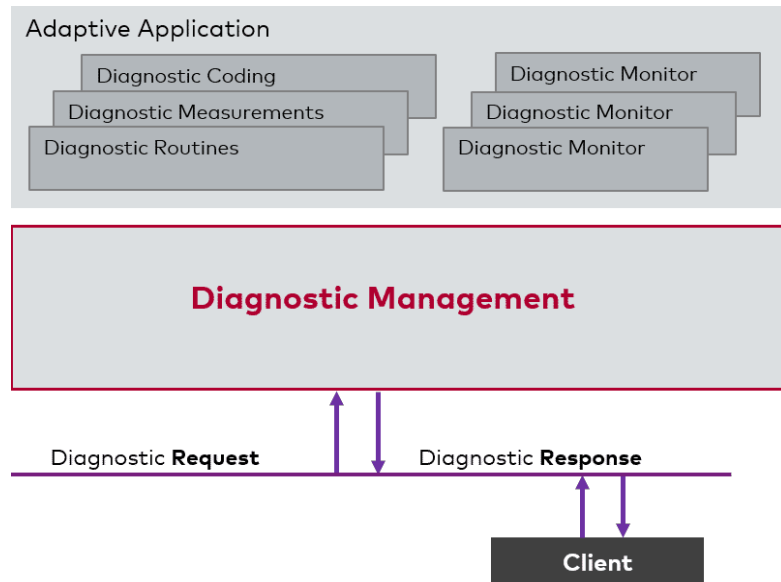 Adaptive Application
Diagnostic Coding
Diagnostic Measurements
Diagnostic Routines
Diagnostic Monitor
Diagnostic Monitor
Diagnostic Monitor
Diagnostic Management
Diagnostic Request
Diagnostic Response
Client